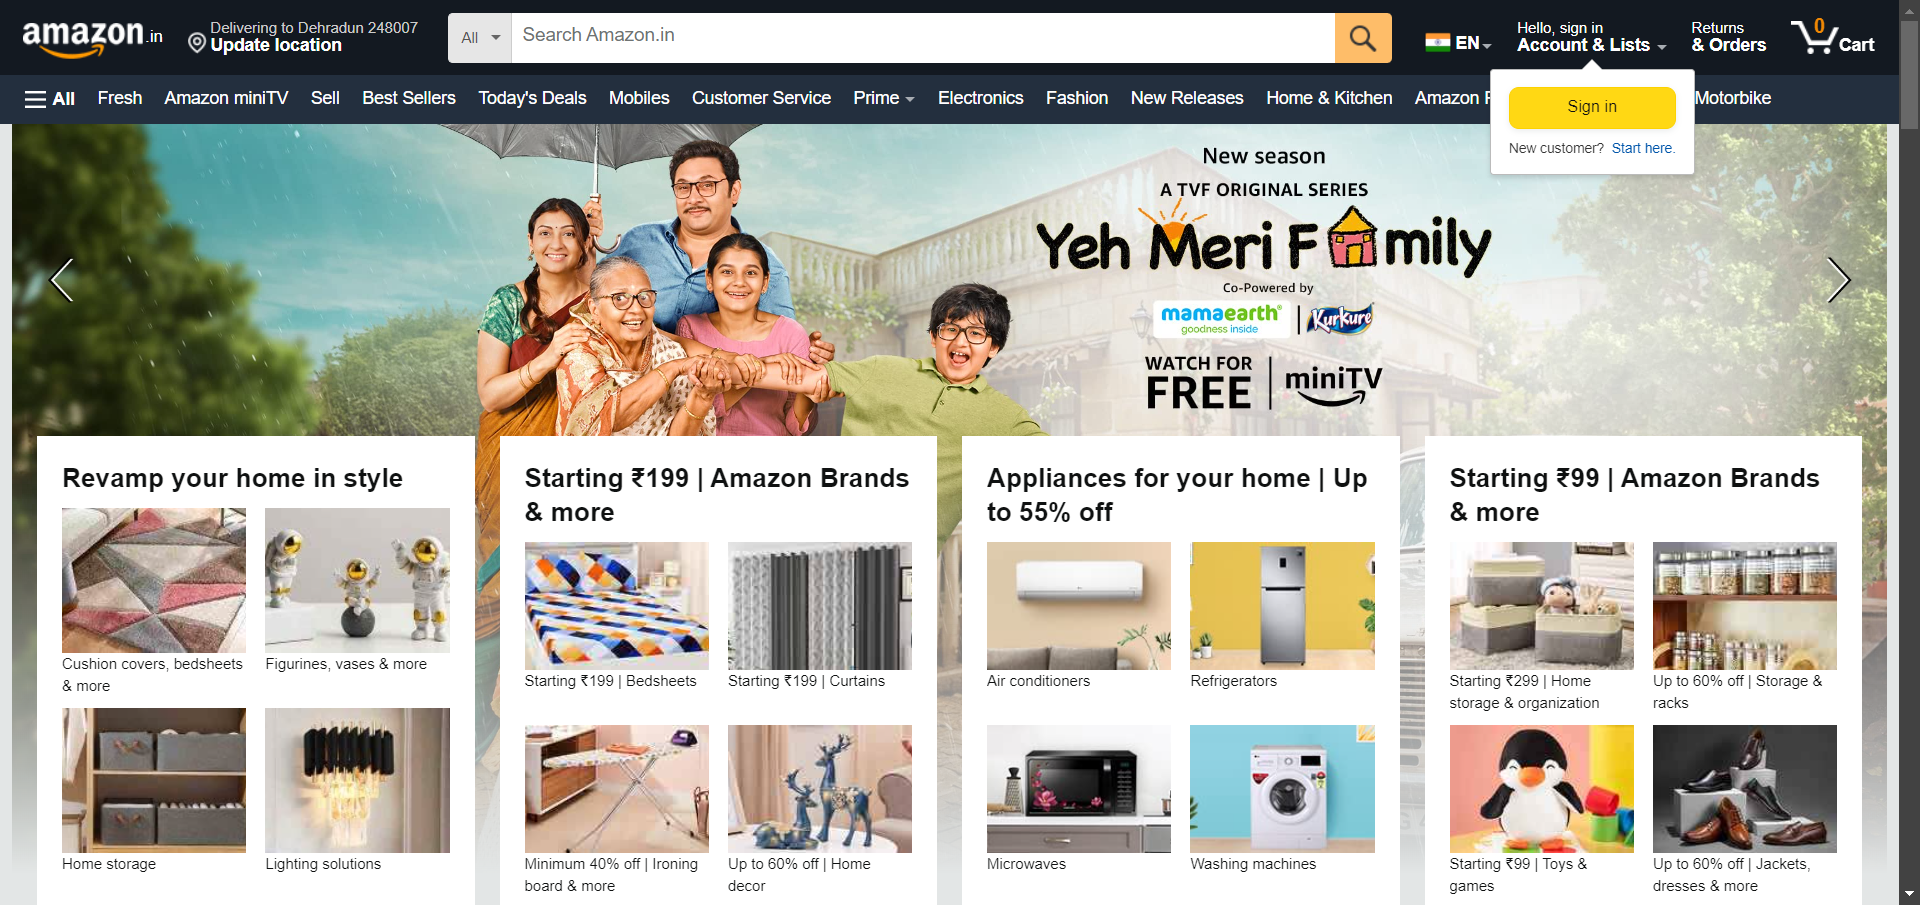 amazon.in
Delivering to Dehradun 248007
Update location
All
Search Amazon.in
EN
Hello, sign in
Account & Lists
Returns
& Orders
0
Cart
All
Fresh
Amazon miniTV
Sell
Best Sellers
Today's Deals
Mobiles
Customer Service
Prime
Electronics
Fashion
New Releases
Home & Kitchen
Amazon
Motorbike
Sign in
New customer? Start here.
New season
A TVF ORIGINAL SERIES
Yeh Meri Family
Co-Powered by
mamaearth®
goodness inside
Kurkure
WATCH FOR
FREE
miniTV
Revamp your home in style
Cushion covers, bedsheets
& more
Figurines, vases & more
Home storage
Lighting solutions
Starting ₹199 | Amazon Brands
& more
Starting ₹199 | Bedsheets
Starting ₹199 | Curtains
Minimum 40% off | Ironing
board & more
Up to 60% off | Home
decor
Appliances for your home | Up
to 55% off
Air conditioners
Refrigerators
Microwaves
Washing machines
Starting ₹99 | Amazon Brands
& more
Starting ₹299 | Home
storage & organization
Up to 60% off | Storage &
racks
Starting ₹99 | Toys &
games
Up to 60% off | Jackets,
dresses & more